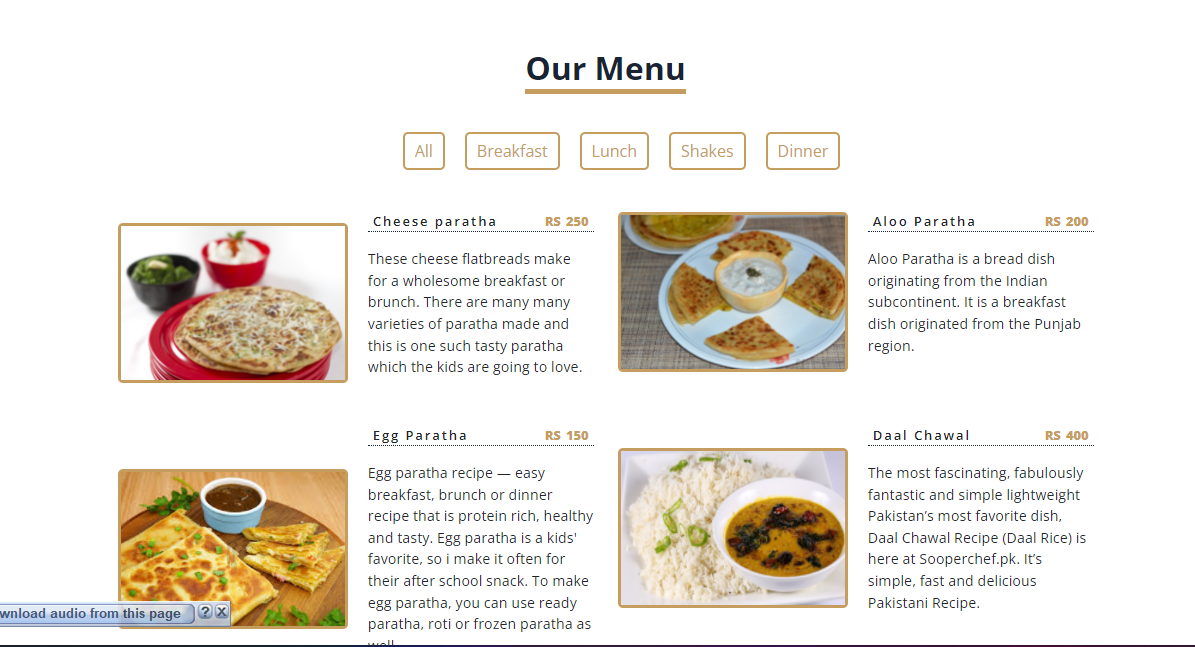 Our Menu
All Breakfast Lunch Shakes Dinner
Cheese paratha RS 250
These cheese flatbreads make
for a wholesome breakfast or
brunch. There are many many
varieties of paratha made and
this is one such tasty paratha
which the kids are going to love.
Aloo Paratha RS 200
Aloo Paratha is a bread dish
originating from the Indian
subcontinent. It is a breakfast
dish originated from the Punjab
region.
Egg Paratha RS 150
Egg paratha recipe — easy
breakfast, brunch or dinner
recipe that is protein rich, healthy
and tasty. Egg paratha is a kids'
favorite, so i make it often for
their after school snack. To make
egg paratha, you can use ready
paratha, roti or frozen paratha as
well.
Daal Chawal RS 400
The most fascinating, fabulously
fantastic and simple lightweight
Pakistan’s most favorite dish,
Daal Chawal Recipe (Daal Rice) is
here at Sooperchef.pk. It’s
simple, fast and delicious
Pakistani Recipe.
wnload audio from this page ? X